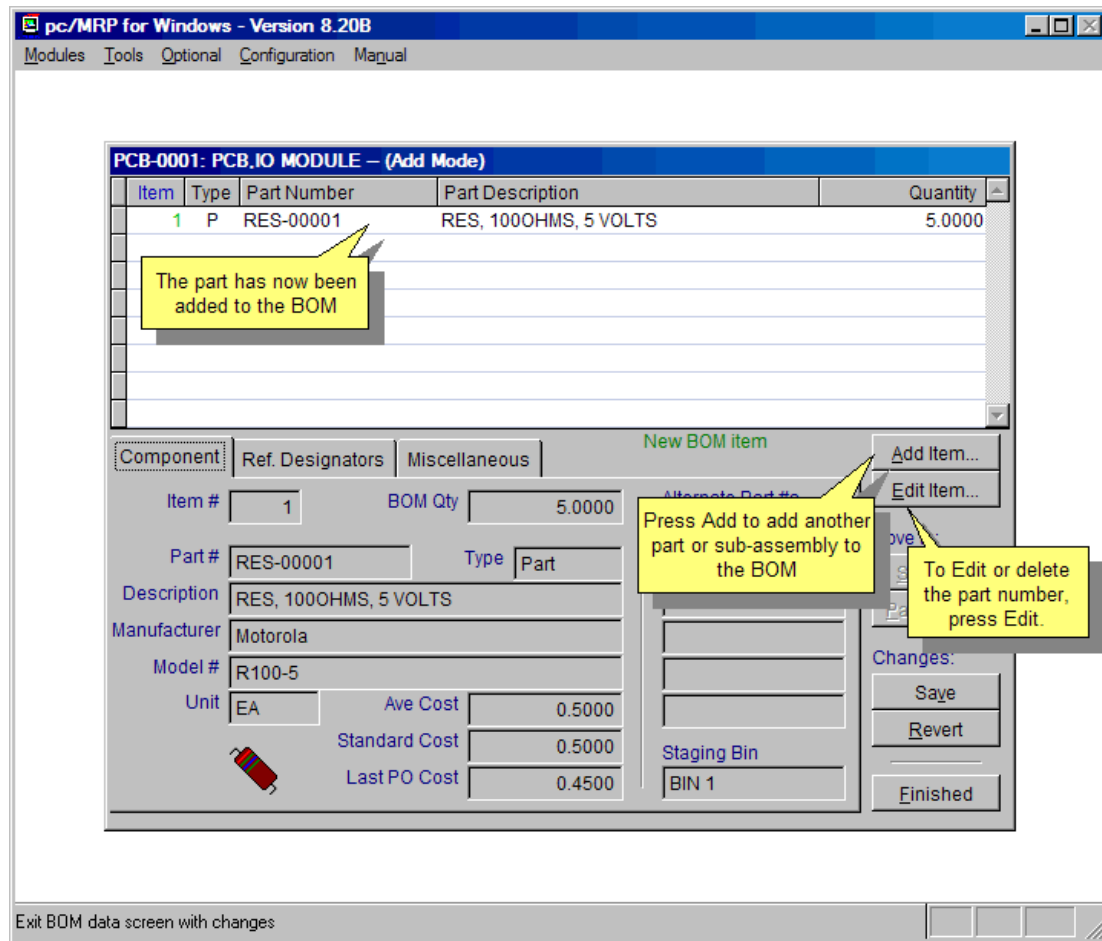 pc/MRP for Windows - Version 8.20B
Modules Tools Optional Configuration Manual
PCB-0001: PCB,IO MODULE – (Add Mode)
Item Type Part Number Part Description Quantity
1 P RES-00001 RES, 100OHMS, 5 VOLTS 5.0000
The part has now been
added to the BOM
New BOM item
Component Ref. Designators Miscellaneous
Add Item...
Edit Item...
Item # 1 BOM Qty 5.0000 Alternate Part #s
Press Add to add another
part or sub-assembly to
the BOM
To Edit or delete
the part number,
press Edit.
Part # RES-00001 Type Part
Description RES, 100OHMS, 5 VOLTS
Manufacturer Motorola
Model # R100-5
Unit EA Ave Cost 0.5000
Standard Cost 0.5000
Last PO Cost 0.4500
Staging Bin
BIN 1
Changes:
Save
Revert
Finished
Exit BOM data screen with changes